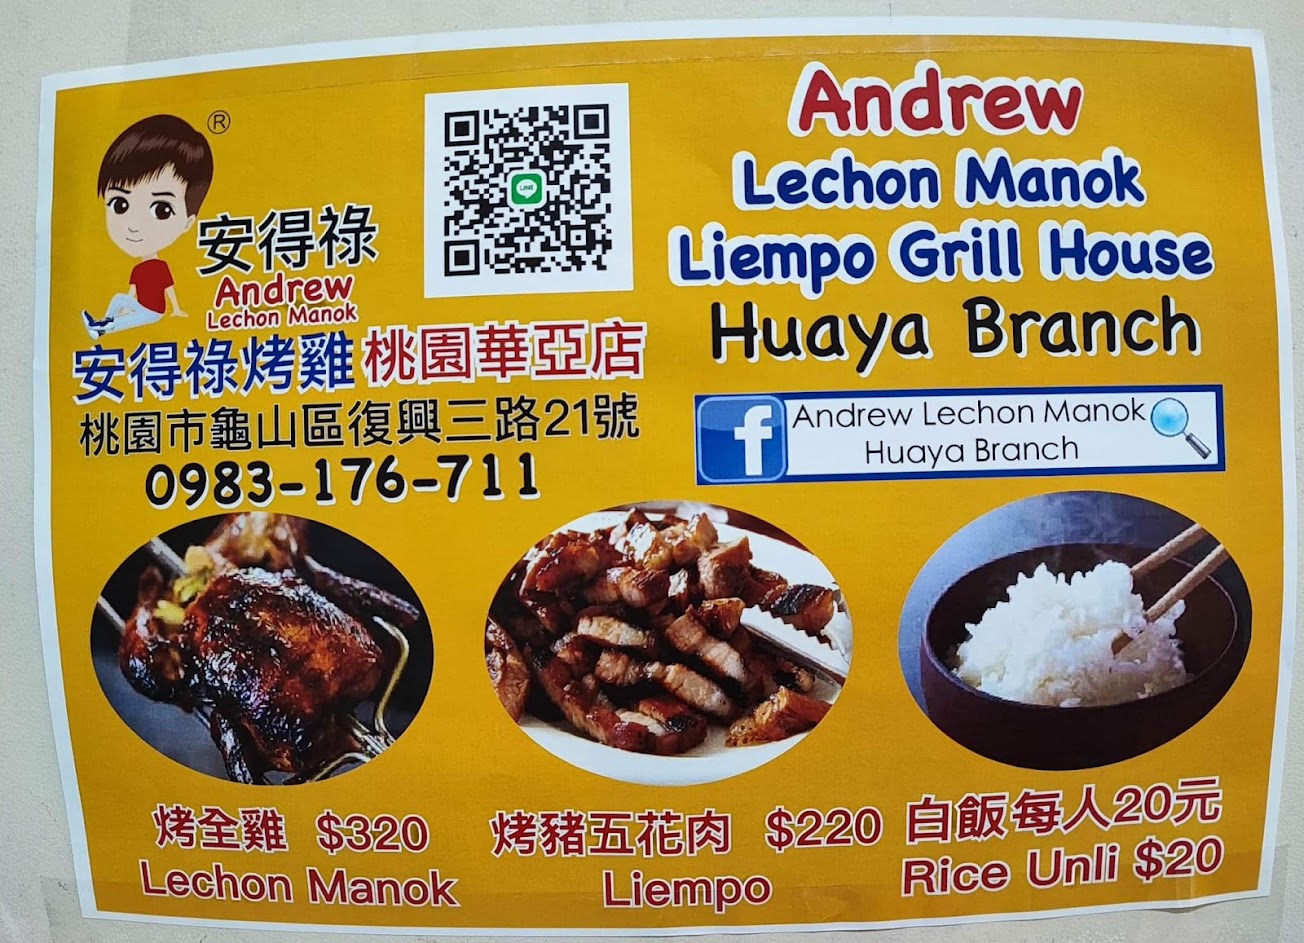 ®
安得祿
Andrew
Lechon Manok
LINE
安得祿烤雞桃園華亞店
桃園市龜山區復興三路21號
0983-176-711
Andrew
Lechon Manok
Liempo Grill House
Huaya Branch
f Andrew Lechon Manok
Huaya Branch
烤全雞 $320
Lechon Manok
烤豬五花肉 $220
Liempo
白飯每人20元
Rice Unli $20